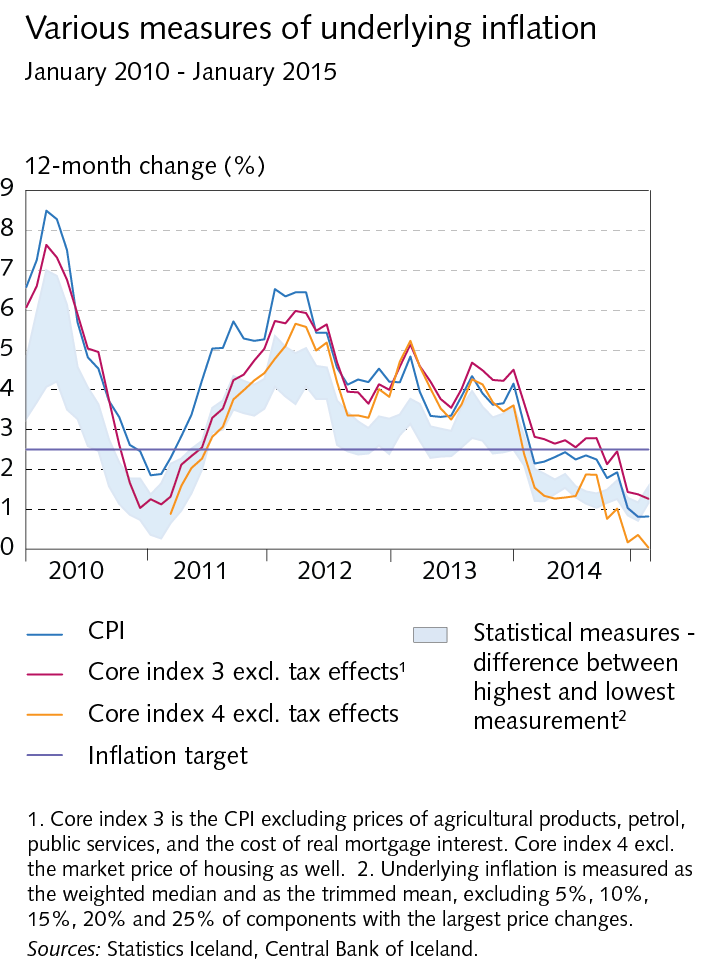 Various measures of underlying inflation
January 2010 - January 2015
12-month change (%)
9
8
7
6
5
4
3
2
1
0
2010 2011 2012 2013 2014
CPI
Core index 3 excl. tax effects¹
Core index 4 excl. tax effects
Inflation target
Statistical measures -
difference between
highest and lowest
measurement²
1. Core index 3 is the CPI excluding prices of agricultural products, petrol,
public services, and the cost of real mortgage interest. Core index 4 excl.
the market price of housing as well.  2. Underlying inflation is measured as
the weighted median and as the trimmed mean, excluding 5%, 10%,
15%, 20% and 25% of components with the largest price changes.
Sources: Statistics Iceland, Central Bank of Iceland.